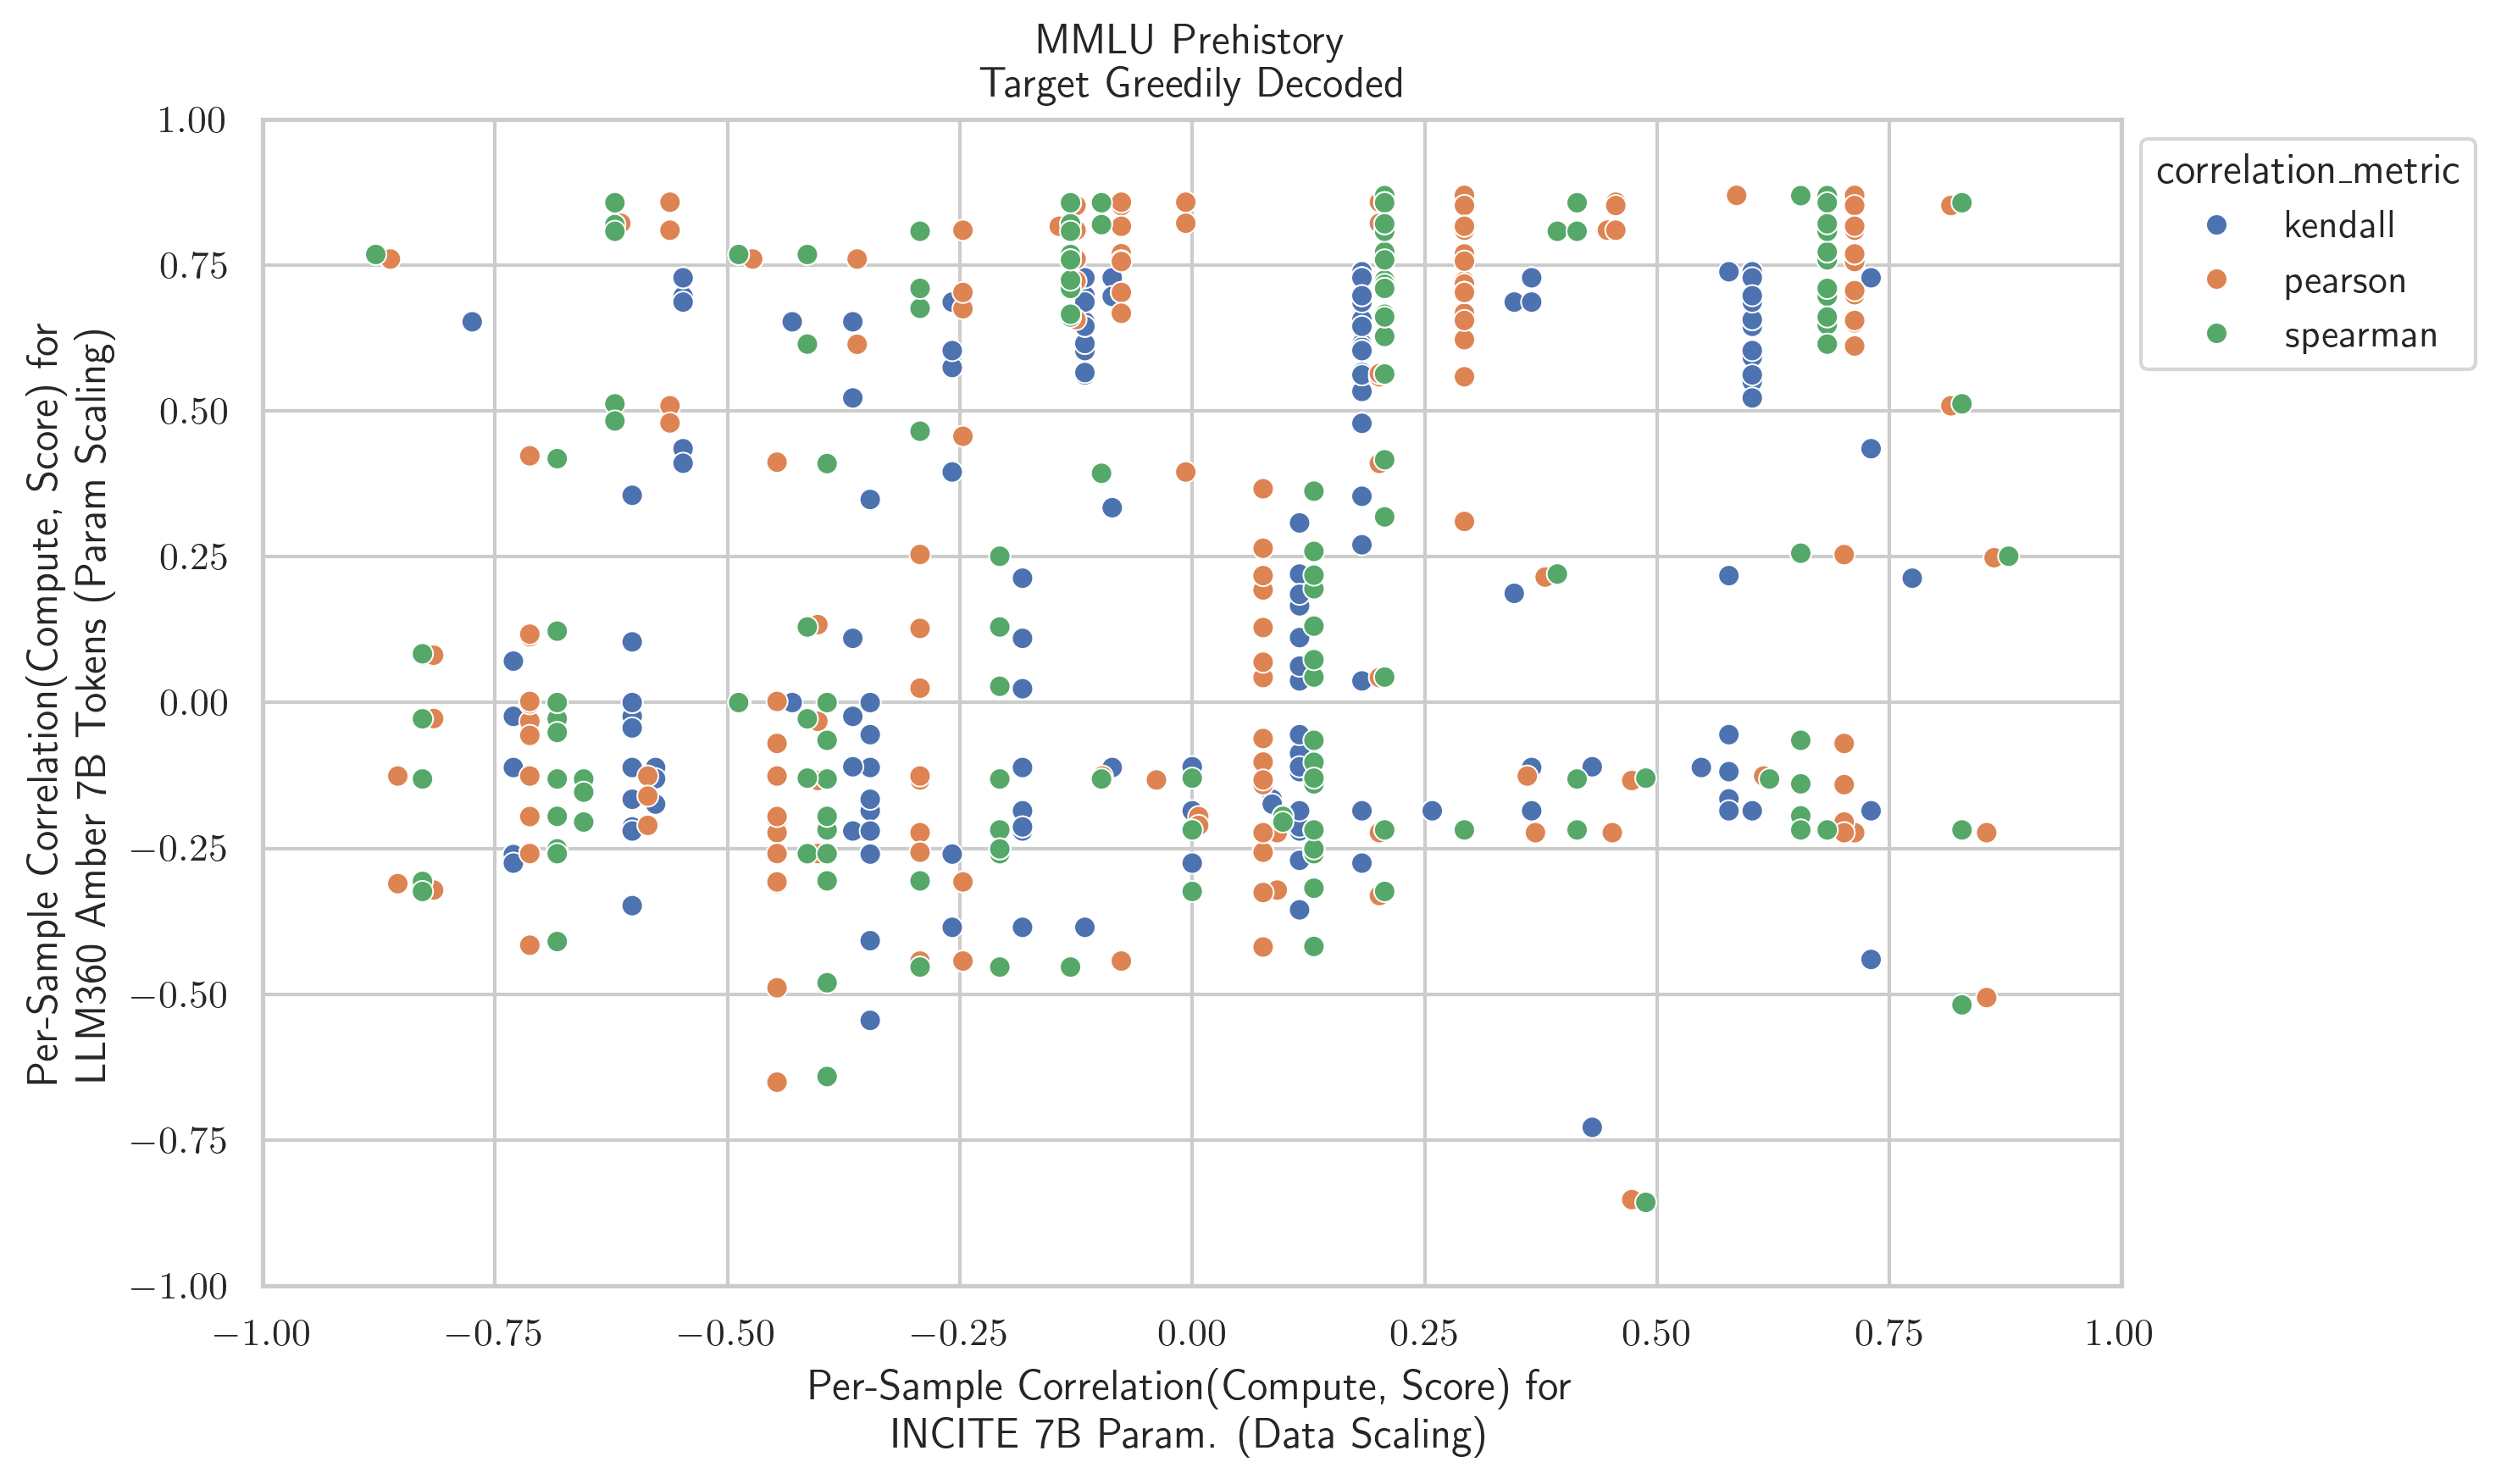 MMLU Prehistory
Target Greedily Decoded
Per-Sample Correlation(Compute, Score) for
LLM360 Amber 7B Tokens (Param Scaling)
1.00
0.75
0.50
0.25
0.00
−0.25
−0.50
−0.75
−1.00
correlation_metric
kendall
pearson
spearman
−1.00 −0.75 −0.50 −0.25 0.00 0.25 0.50 0.75 1.00
Per-Sample Correlation(Compute, Score) for
INCITE 7B Param. (Data Scaling)